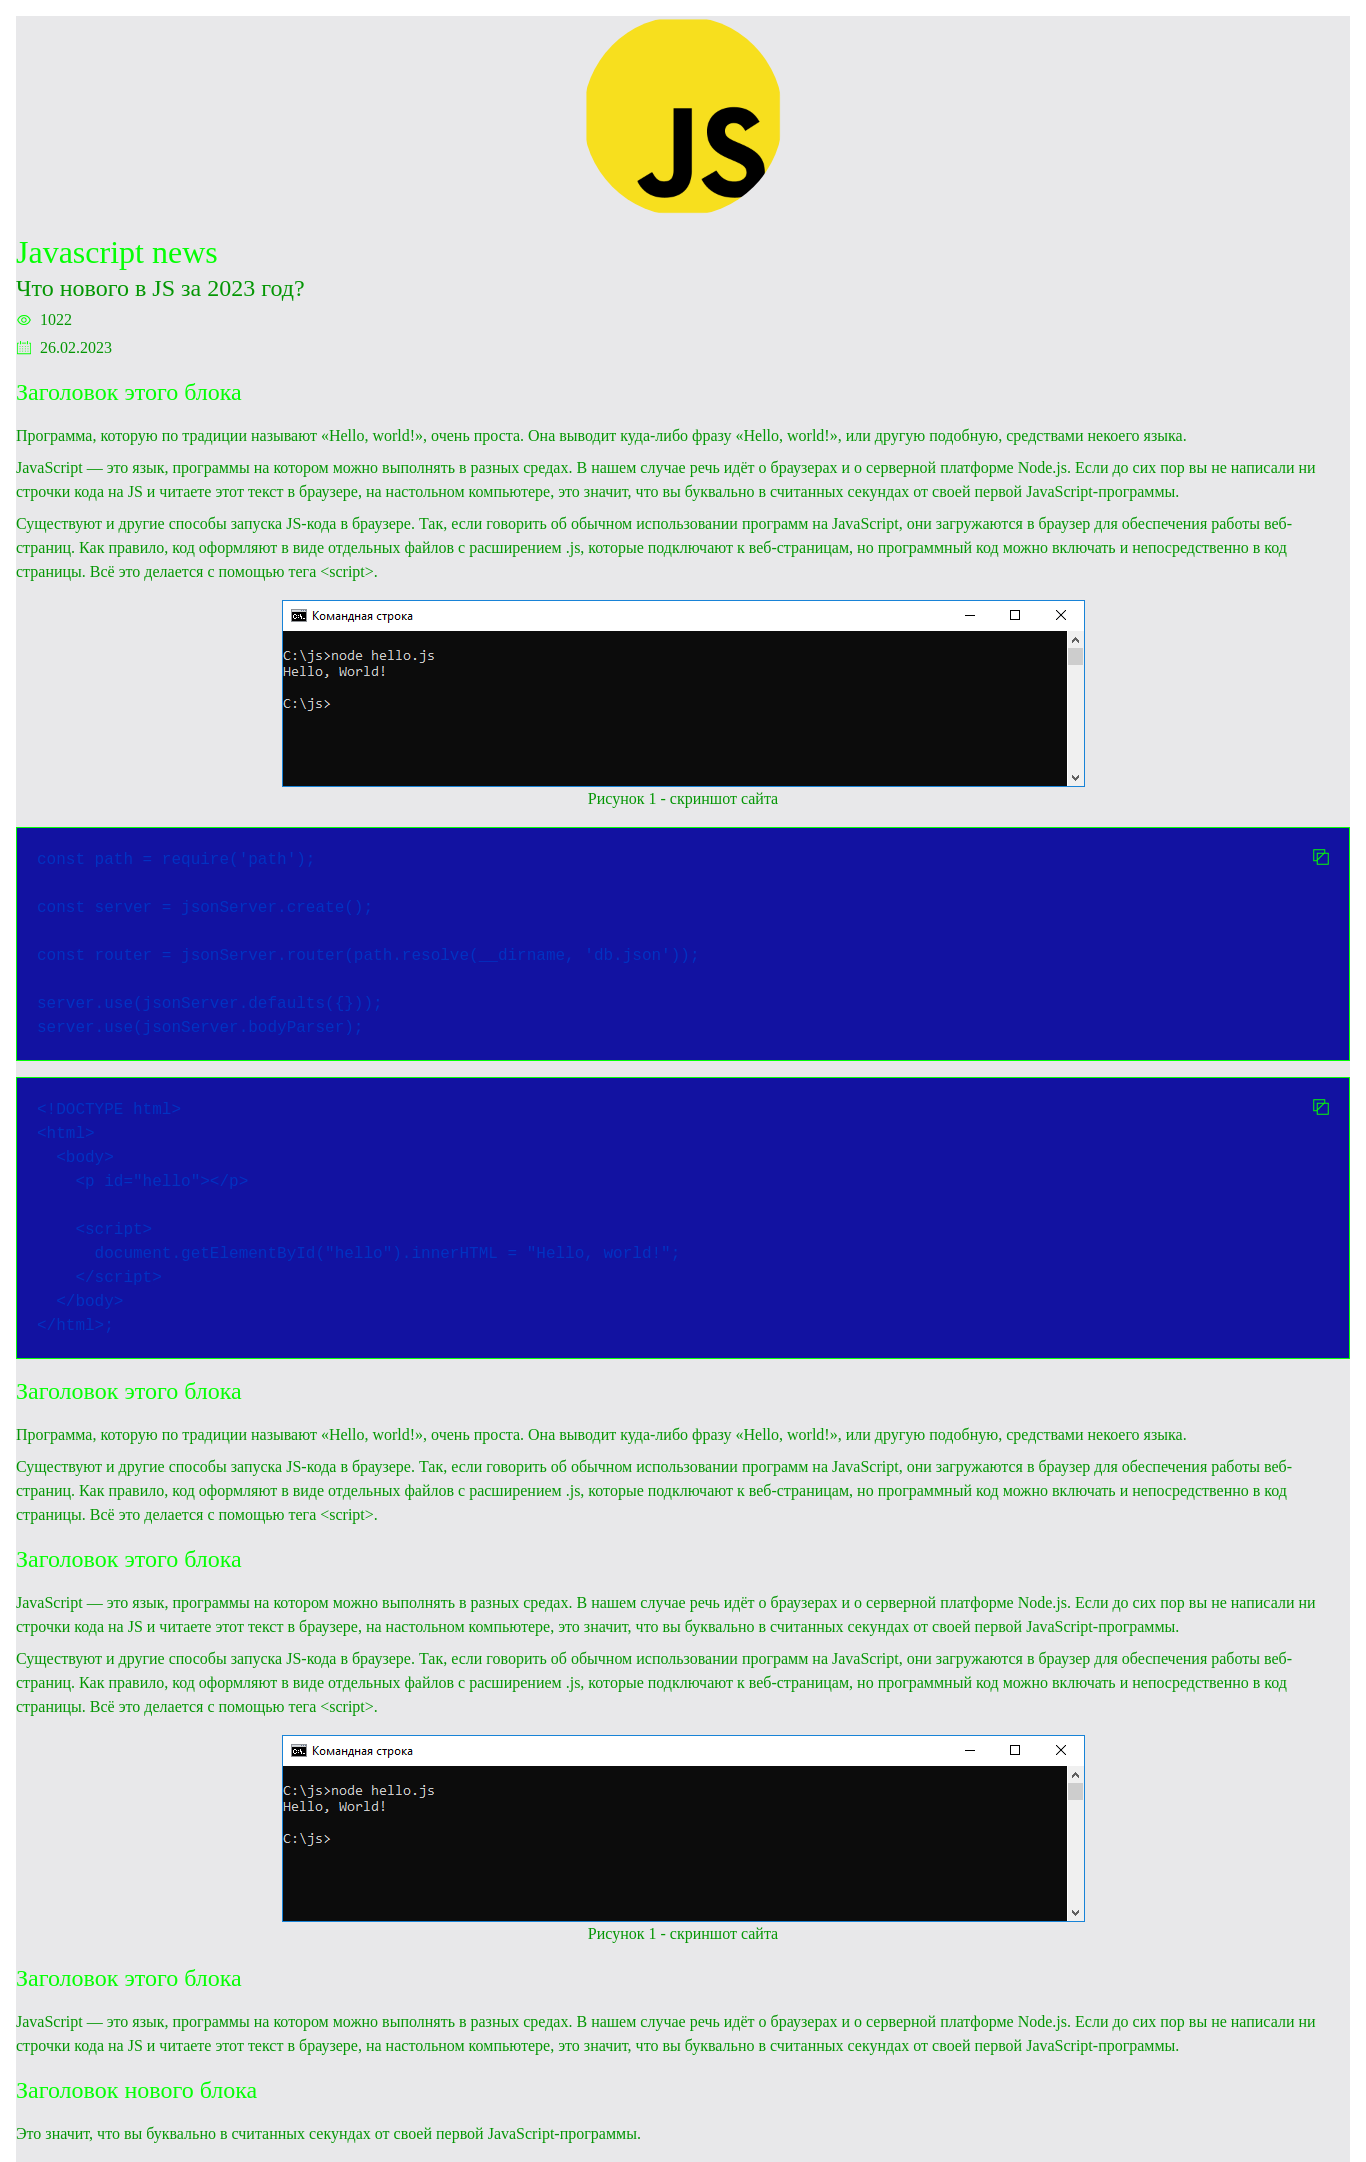 JS
Javascript news
Что нового в JS за 2023 год?
1022
26.02.2023
Заголовок этого блока
Программа, которую по традиции называют «Hello, world!», очень проста. Она выводит куда-либо фразу «Hello, world!», или другую подобную, средствами некоего языка.
JavaScript — это язык, программы на котором можно выполнять в разных средах. В нашем случае речь идёт о браузерах и о серверной платформе Node.js. Если до сих пор вы не написали ни
строчки кода на JS и читаете этот текст в браузере, на настольном компьютере, это значит, что вы буквально в считанных секундах от своей первой JavaScript-программы.
Существуют и другие способы запуска JS-кода в браузере. Так, если говорить об обычном использовании программ на JavaScript, они загружаются в браузер для обеспечения работы веб-
страниц. Как правило, код оформляют в виде отдельных файлов с расширением .js, которые подключают к веб-страницам, но программный код можно включать и непосредственно в код
страницы. Всё это делается с помощью тега <script>.
Командная строка
C:\js>node hello.js
Hello, World!
C:\js>
Рисунок 1 - скриншот сайта
const path = require('path');
const server = jsonServer.create();
const router = jsonServer.router(path.resolve(__dirname, 'db.json'));
server.use(jsonServer.defaults({}));
server.use(jsonServer.bodyParser);
<!DOCTYPE html>
<html>
  <body>
    <p id="hello"></p>
    <script>
      document.getElementById("hello").innerHTML = "Hello, world!";
    </script>
  </body>
</html>;
Заголовок этого блока
Программа, которую по традиции называют «Hello, world!», очень проста. Она выводит куда-либо фразу «Hello, world!», или другую подобную, средствами некоего языка.
Существуют и другие способы запуска JS-кода в браузере. Так, если говорить об обычном использовании программ на JavaScript, они загружаются в браузер для обеспечения работы веб-
страниц. Как правило, код оформляют в виде отдельных файлов с расширением .js, которые подключают к веб-страницам, но программный код можно включать и непосредственно в код
страницы. Всё это делается с помощью тега <script>.
Заголовок этого блока
JavaScript — это язык, программы на котором можно выполнять в разных средах. В нашем случае речь идёт о браузерах и о серверной платформе Node.js. Если до сих пор вы не написали ни
строчки кода на JS и читаете этот текст в браузере, на настольном компьютере, это значит, что вы буквально в считанных секундах от своей первой JavaScript-программы.
Существуют и другие способы запуска JS-кода в браузере. Так, если говорить об обычном использовании программ на JavaScript, они загружаются в браузер для обеспечения работы веб-
страниц. Как правило, код оформляют в виде отдельных файлов с расширением .js, которые подключают к веб-страницам, но программный код можно включать и непосредственно в код
страницы. Всё это делается с помощью тега <script>.
Командная строка
C:\js>node hello.js
Hello, World!
C:\js>
Рисунок 1 - скриншот сайта
Заголовок этого блока
JavaScript — это язык, программы на котором можно выполнять в разных средах. В нашем случае речь идёт о браузерах и о серверной платформе Node.js. Если до сих пор вы не написали ни
строчки кода на JS и читаете этот текст в браузере, на настольном компьютере, это значит, что вы буквально в считанных секундах от своей первой JavaScript-программы.
Заголовок нового блока
Это значит, что вы буквально в считанных секундах от своей первой JavaScript-программы.